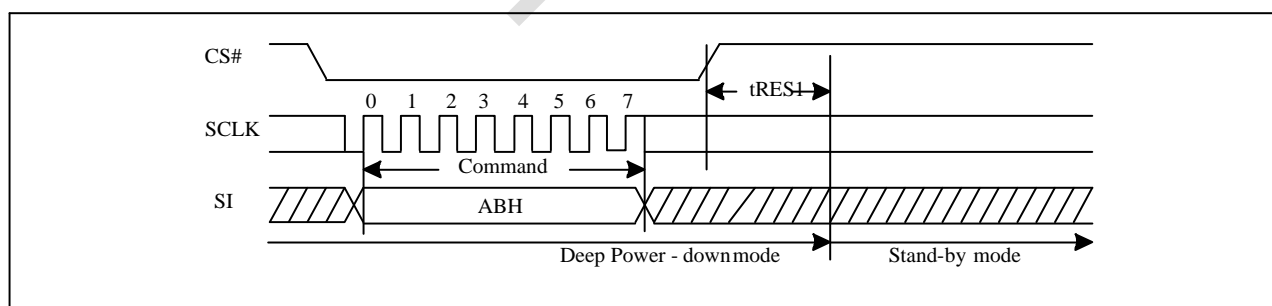 CS#
tRES1
0 1 2 3 4 5 6 7
SCLK
Command
SI
ABH
Deep Power - down mode
Stand-by mode